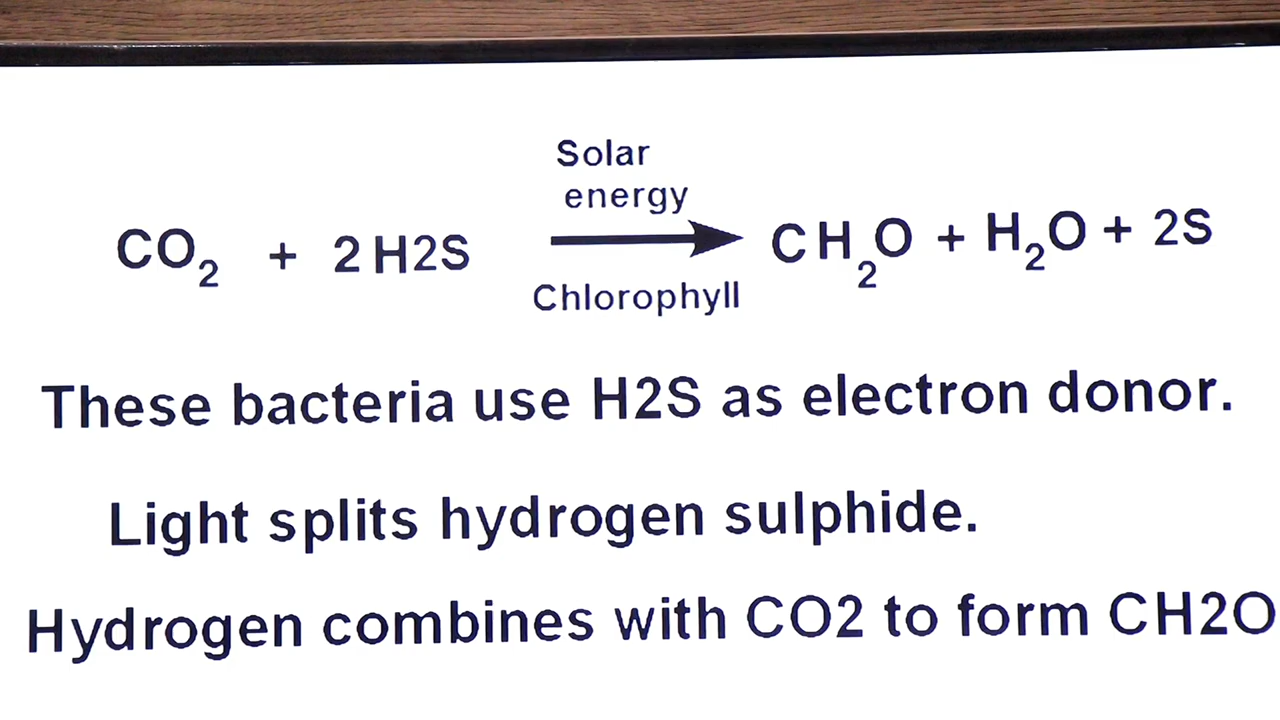 Solar
energy
CO₂ + 2H2S → CH₂O + H₂O + 2S
Chlorophyll
These bacteria use H2S as electron donor.
Light splits hydrogen sulphide.
Hydrogen combines with CO2 to form CH2O